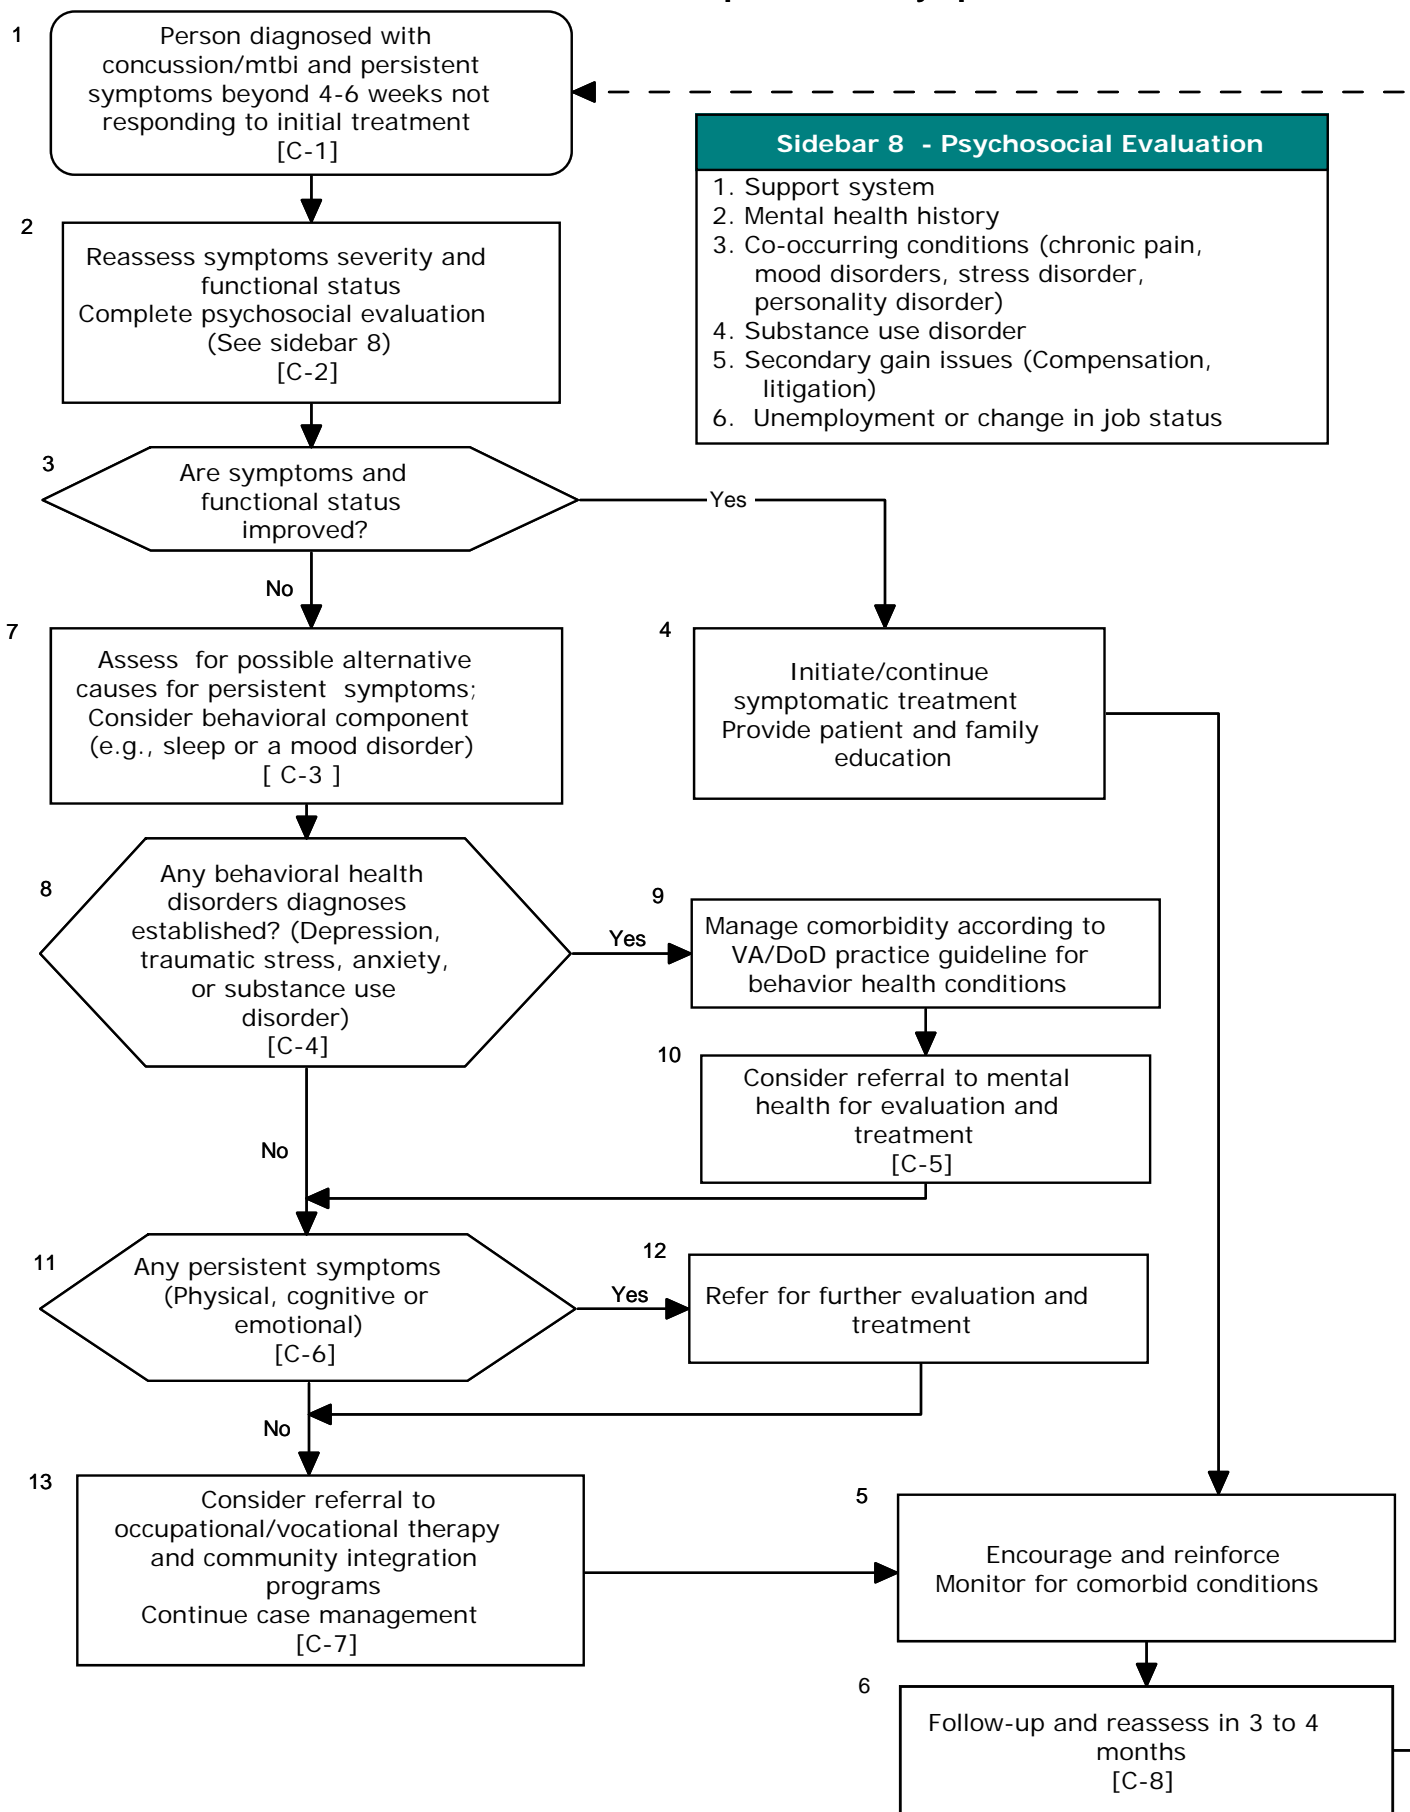 1
Person diagnosed with
concussion/mtbi and persistent
symptoms beyond 4-6 weeks not
responding to initial treatment
[C-1]
Sidebar 8 - Psychosocial Evaluation
1. Support system
2. Mental health history
3. Co-occurring conditions (chronic pain,
mood disorders, stress disorder,
personality disorder)
4. Substance use disorder
5. Secondary gain issues (Compensation,
litigation)
6. Unemployment or change in job status
2
Reassess symptoms severity and
functional status
Complete psychosocial evaluation
(See sidebar 8)
[C-2]
3
Are symptoms and
functional status
improved?
Yes
No
7
Assess for possible alternative
causes for persistent symptoms;
Consider behavioral component
(e.g., sleep or a mood disorder)
[ C-3 ]
4
Initiate/continue
symptomatic treatment
Provide patient and family
education
8
Any behavioral health
disorders diagnoses
established? (Depression,
traumatic stress, anxiety,
or substance use
disorder)
[C-4]
Yes
No
9
Manage comorbidity according to
VA/DoD practice guideline for
behavior health conditions
10
Consider referral to mental
health for evaluation and
treatment
[C-5]
11
Any persistent symptoms
(Physical, cognitive or
emotional)
[C-6]
Yes
No
12
Refer for further evaluation and
treatment
13
Consider referral to
occupational/vocational therapy
and community integration
programs
Continue case management
[C-7]
5
Encourage and reinforce
Monitor for comorbid conditions
6
Follow-up and reassess in 3 to 4
months
[C-8]